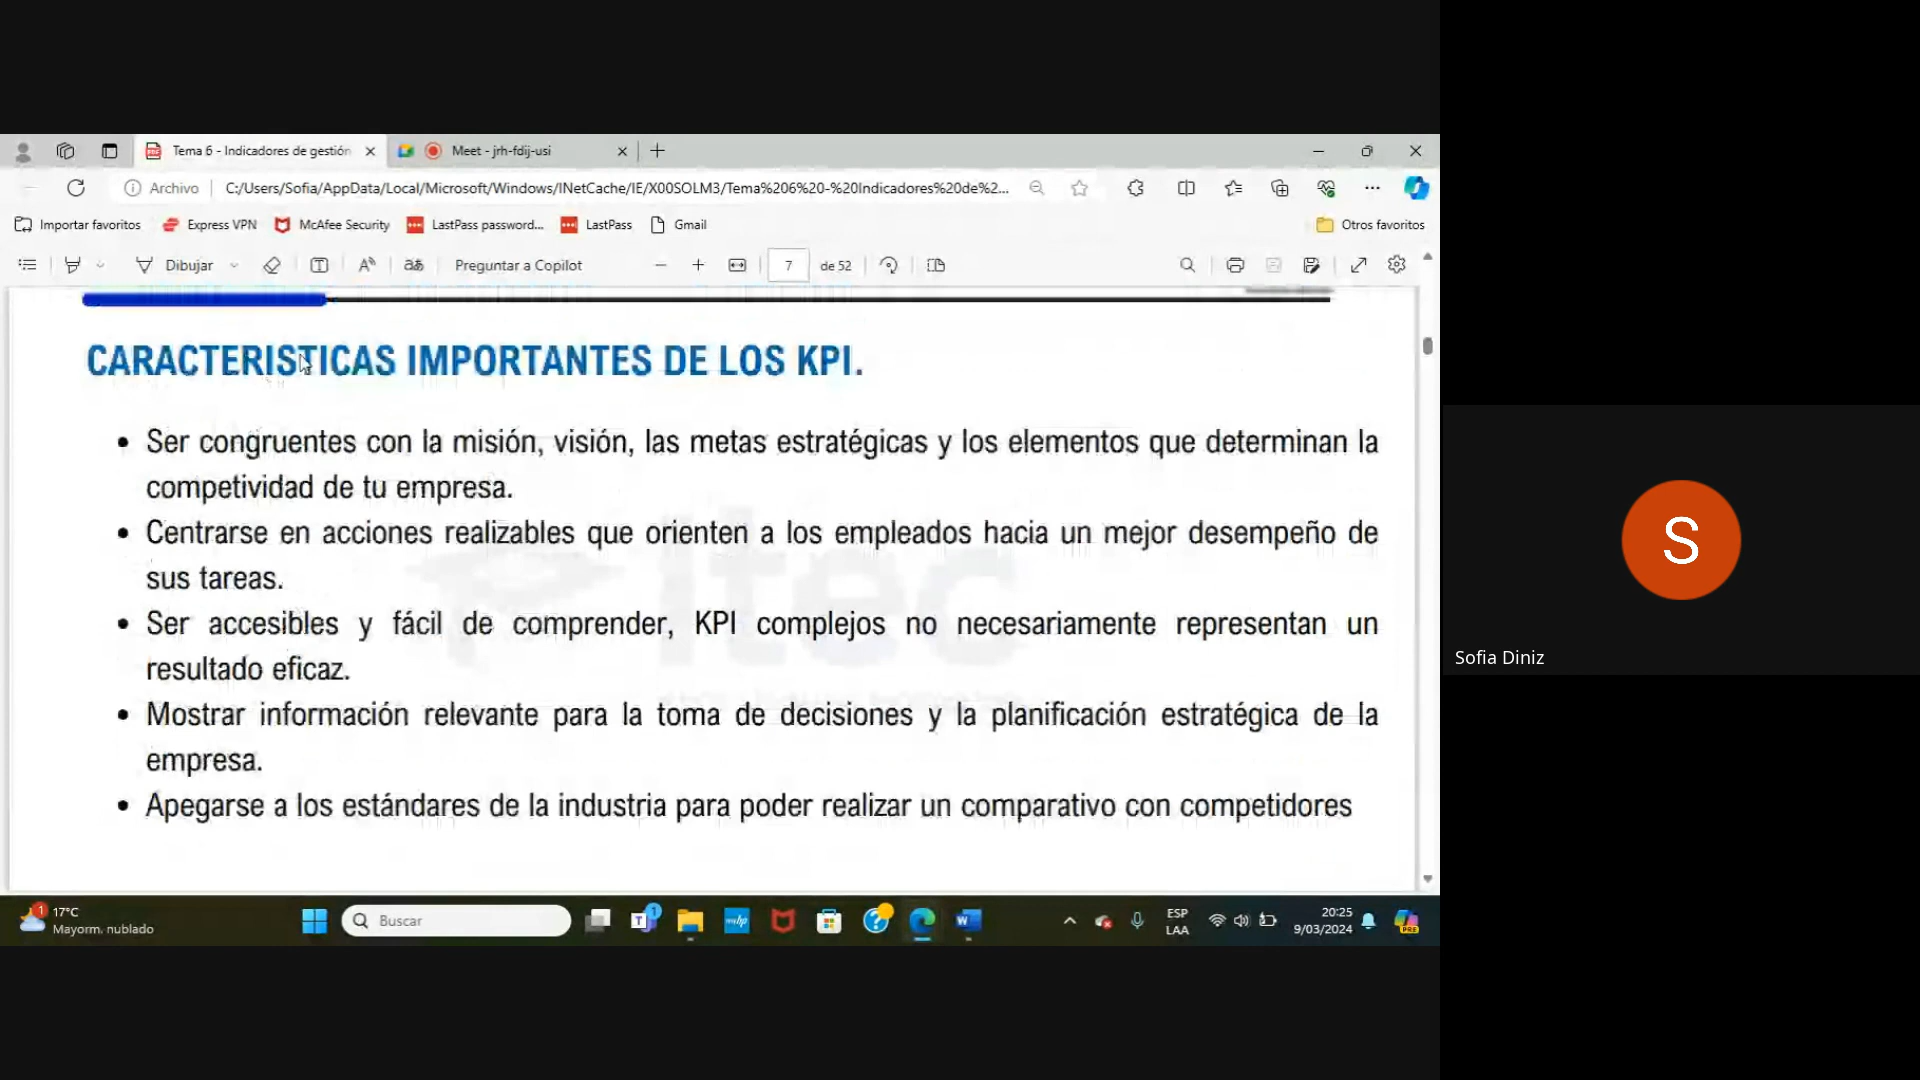 Tema 6 - Indicadores de gestión
Meet - jrh-fdij-usi
Archivo
C:/Users/Sofia/AppData/Local/Microsoft/Windows/INetCache/IE/X00SOLM3/Tema%206%20-%20Indicadores%20de%2...
Importar favoritos
Express VPN
McAfee Security
LastPass password...
LastPass
Gmail
Otros favoritos
Dibujar
Preguntar a Copilot
7
de 52
CARACTERISTICAS IMPORTANTES DE LOS KPI.
• Ser congruentes con la misión, visión, las metas estratégicas y los elementos que determinan la
competividad de tu empresa.
• Centrarse en acciones realizables que orienten a los empleados hacia un mejor desempeño de
sus tareas.
• Ser accesibles y fácil de comprender, KPI complejos no necesariamente representan un
resultado eficaz.
• Mostrar información relevante para la toma de decisiones y la planificación estratégica de la
empresa.
• Apegarse a los estándares de la industria para poder realizar un comparativo con competidores
itec
S
Sofia Diniz
1
17°C
Mayorm. nublado
Buscar
1
ESP
LAA
20:25
9/03/2024